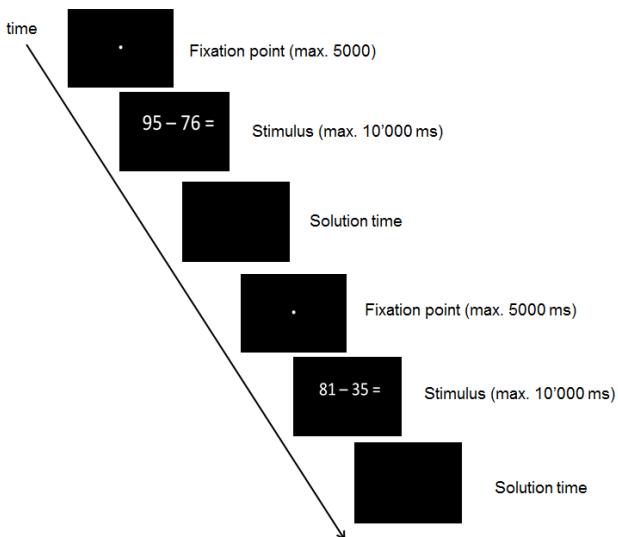 time
Fixation point (max. 5000)
95 – 76 =
Stimulus (max. 10’000 ms)
Solution time
Fixation point (max. 5000 ms)
81 – 35 =
Stimulus (max. 10’000 ms)
Solution time